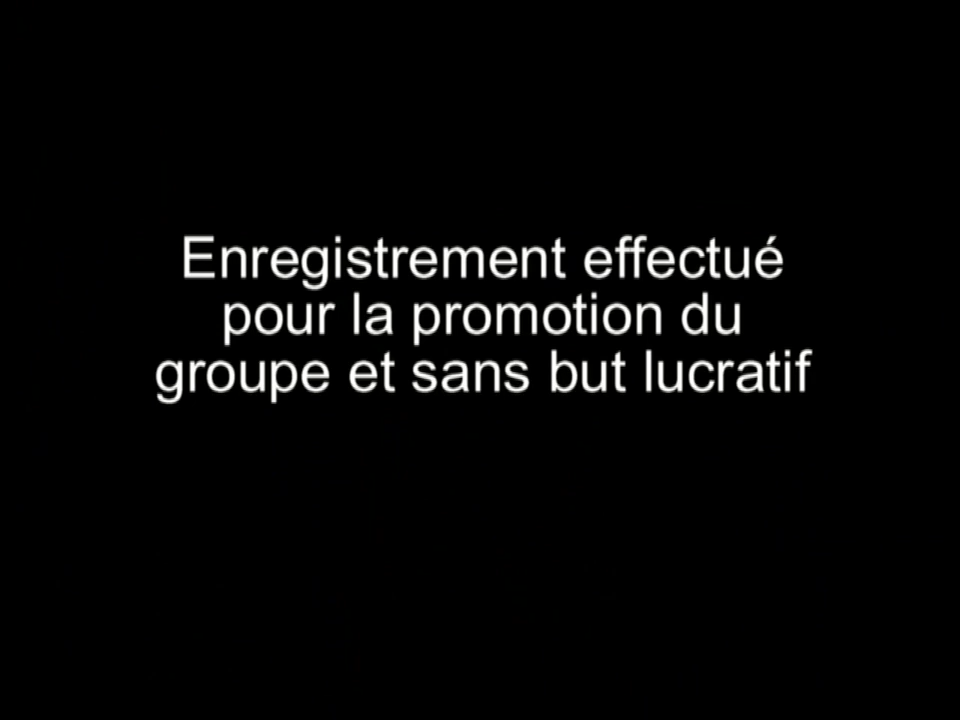 Enregistrement effectué
pour la promotion du
groupe et sans but lucratif